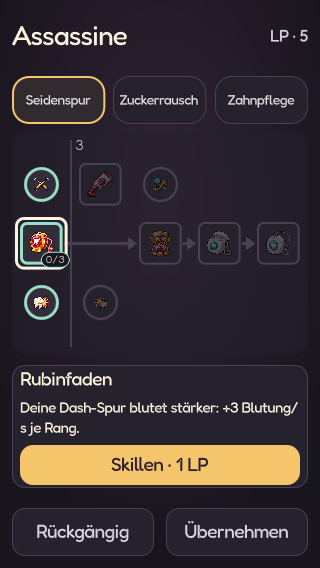 Assassine
LP · 5
Seidenspur
Zuckerrausch
Zahnpflege
3
0/3
Rubinfaden
Deine Dash-Spur blutet stärker: +3 Blutung/
s je Rang.
Skillen · 1 LP
Rückgängig
Übernehmen